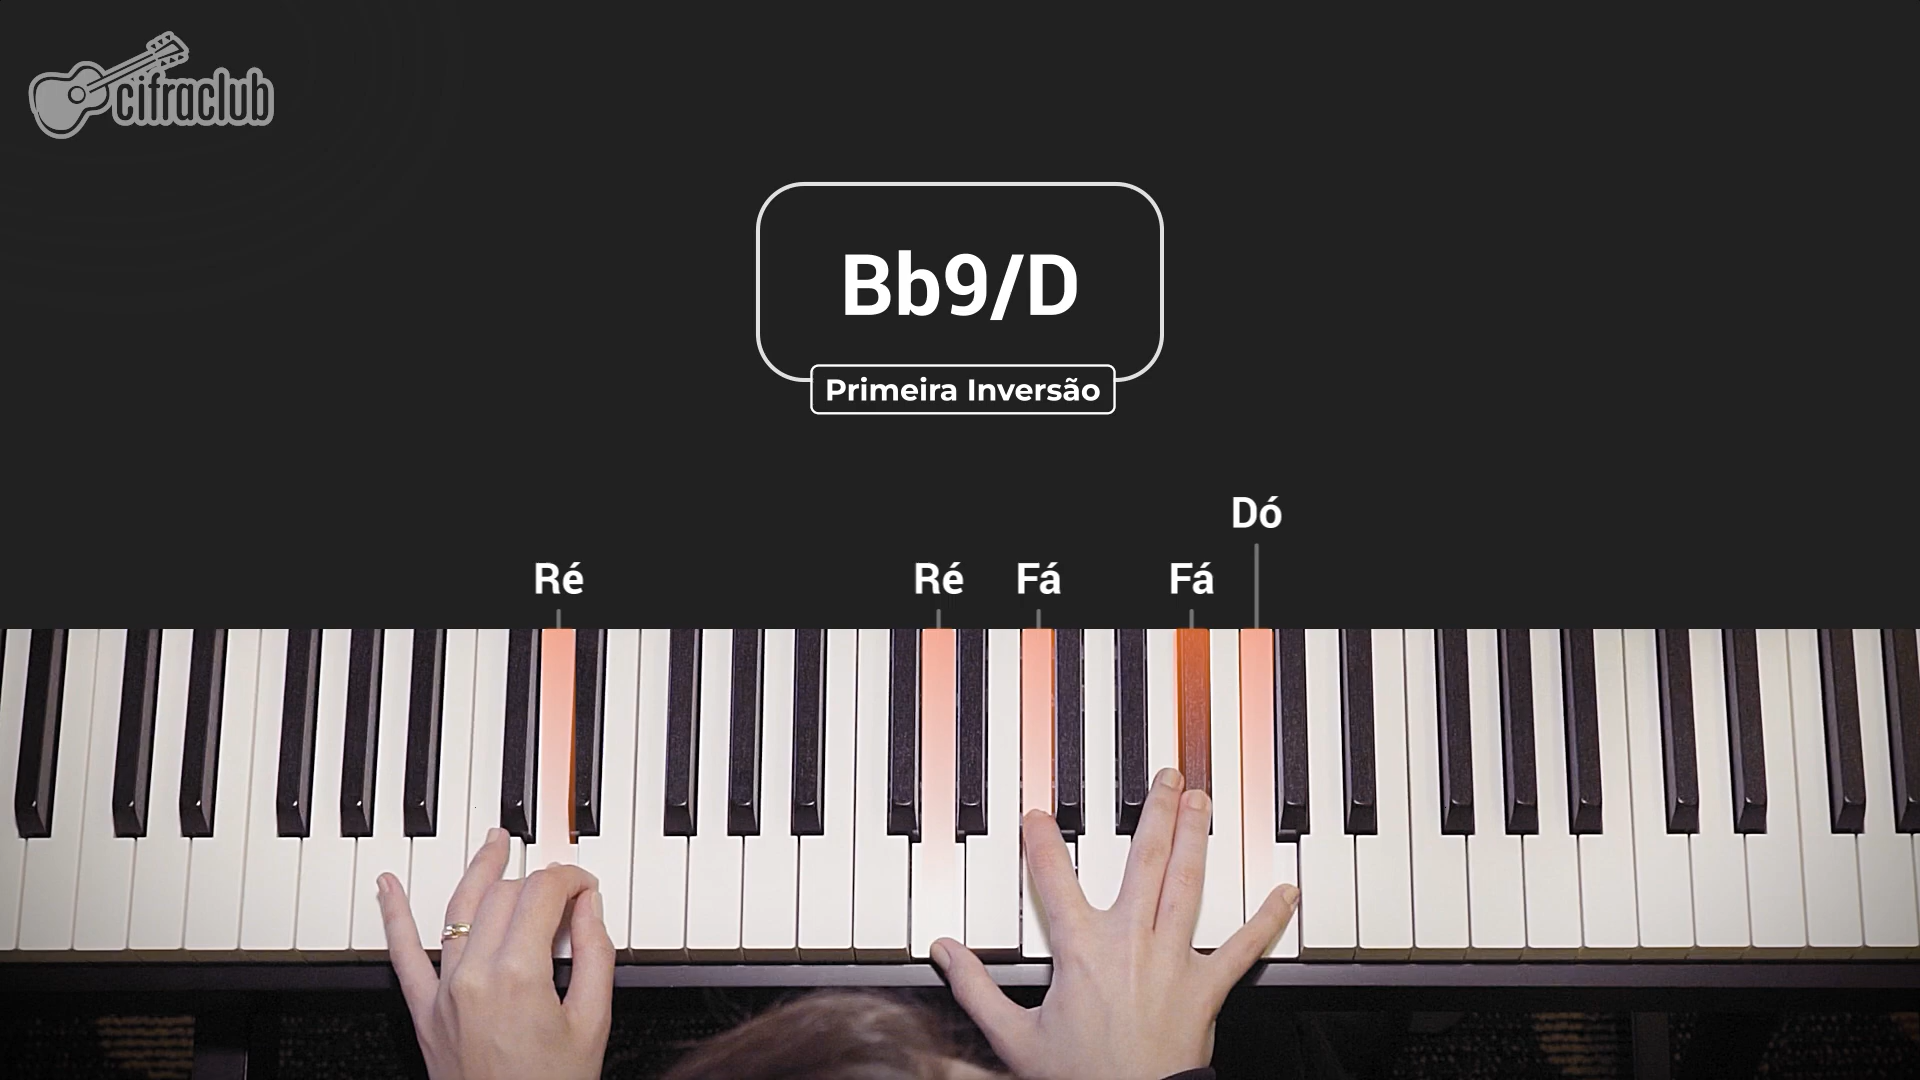 cifraclub
Bb9/D
Primeira Inversão
Dó
Ré Ré Fá Fá